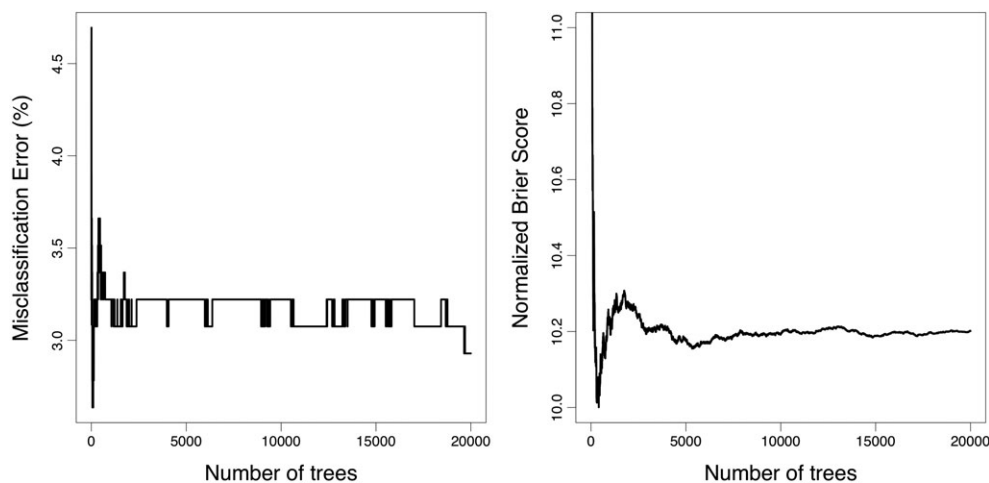 Misclassification Error (%)
4.5
4.0
3.5
3.0
0 5000 10000 15000 20000
Number of trees
Normalized Brier Score
11.0
10.8
10.6
10.4
10.2
10.0
0 5000 10000 15000 20000
Number of trees